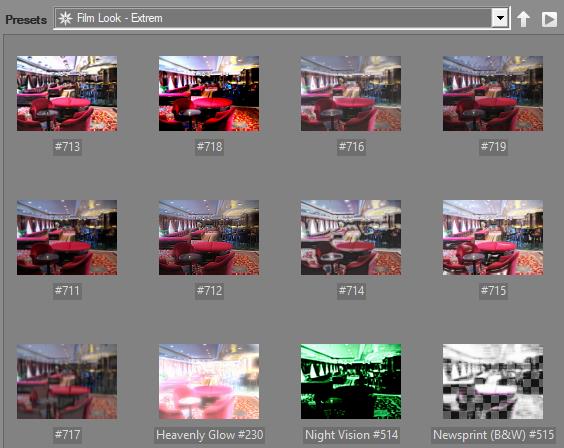 Presets Film Look - Extrem
#713 #718 #716 #719
#711 #712 #714 #715
#717 Heavenly Glow #230 Night Vision #514 Newsprint (B&W) #515